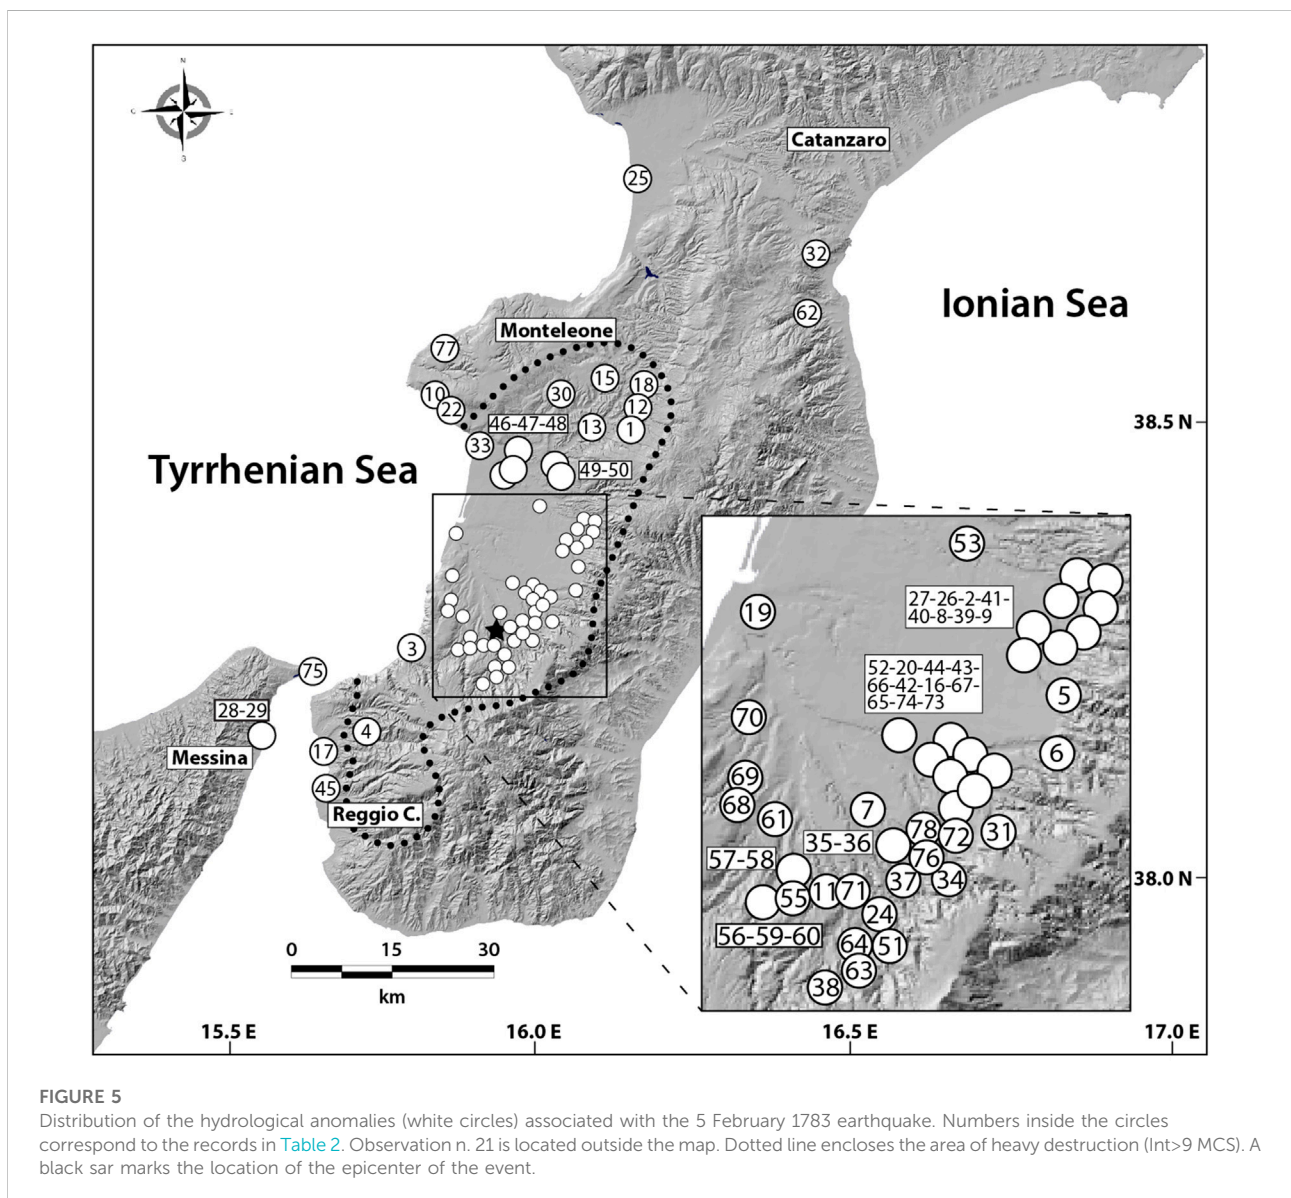 N
O
E
S
Catanzaro
25
32
Ionian Sea
62
Monteleone
77
15
18
10
30
22
12
46-47-48
13
1
38.5 N
33
Tyrrhenian Sea
49-50
53
27-26-2-41-
40-8-39-9
19
52-20-44-43-
66-42-16-67-
65-74-73
5
3
75
28-29
70
4
6
17
Messina
69
45
68
7
61
Reggio C.
78
72
31
35-36
76
57-58
37
34
38.0 N
55
11
71
24
56-59-60
64
51
63
38
0 15 30
km
15.5 E
16.0 E
16.5 E
17.0 E
FIGURE 5
Distribution of the hydrological anomalies (white circles) associated with the 5 February 1783 earthquake. Numbers inside the circles
correspond to the records in Table 2. Observation n. 21 is located outside the map. Dotted line encloses the area of heavy destruction (Int>9 MCS). A
black sar marks the location of the epicenter of the event.